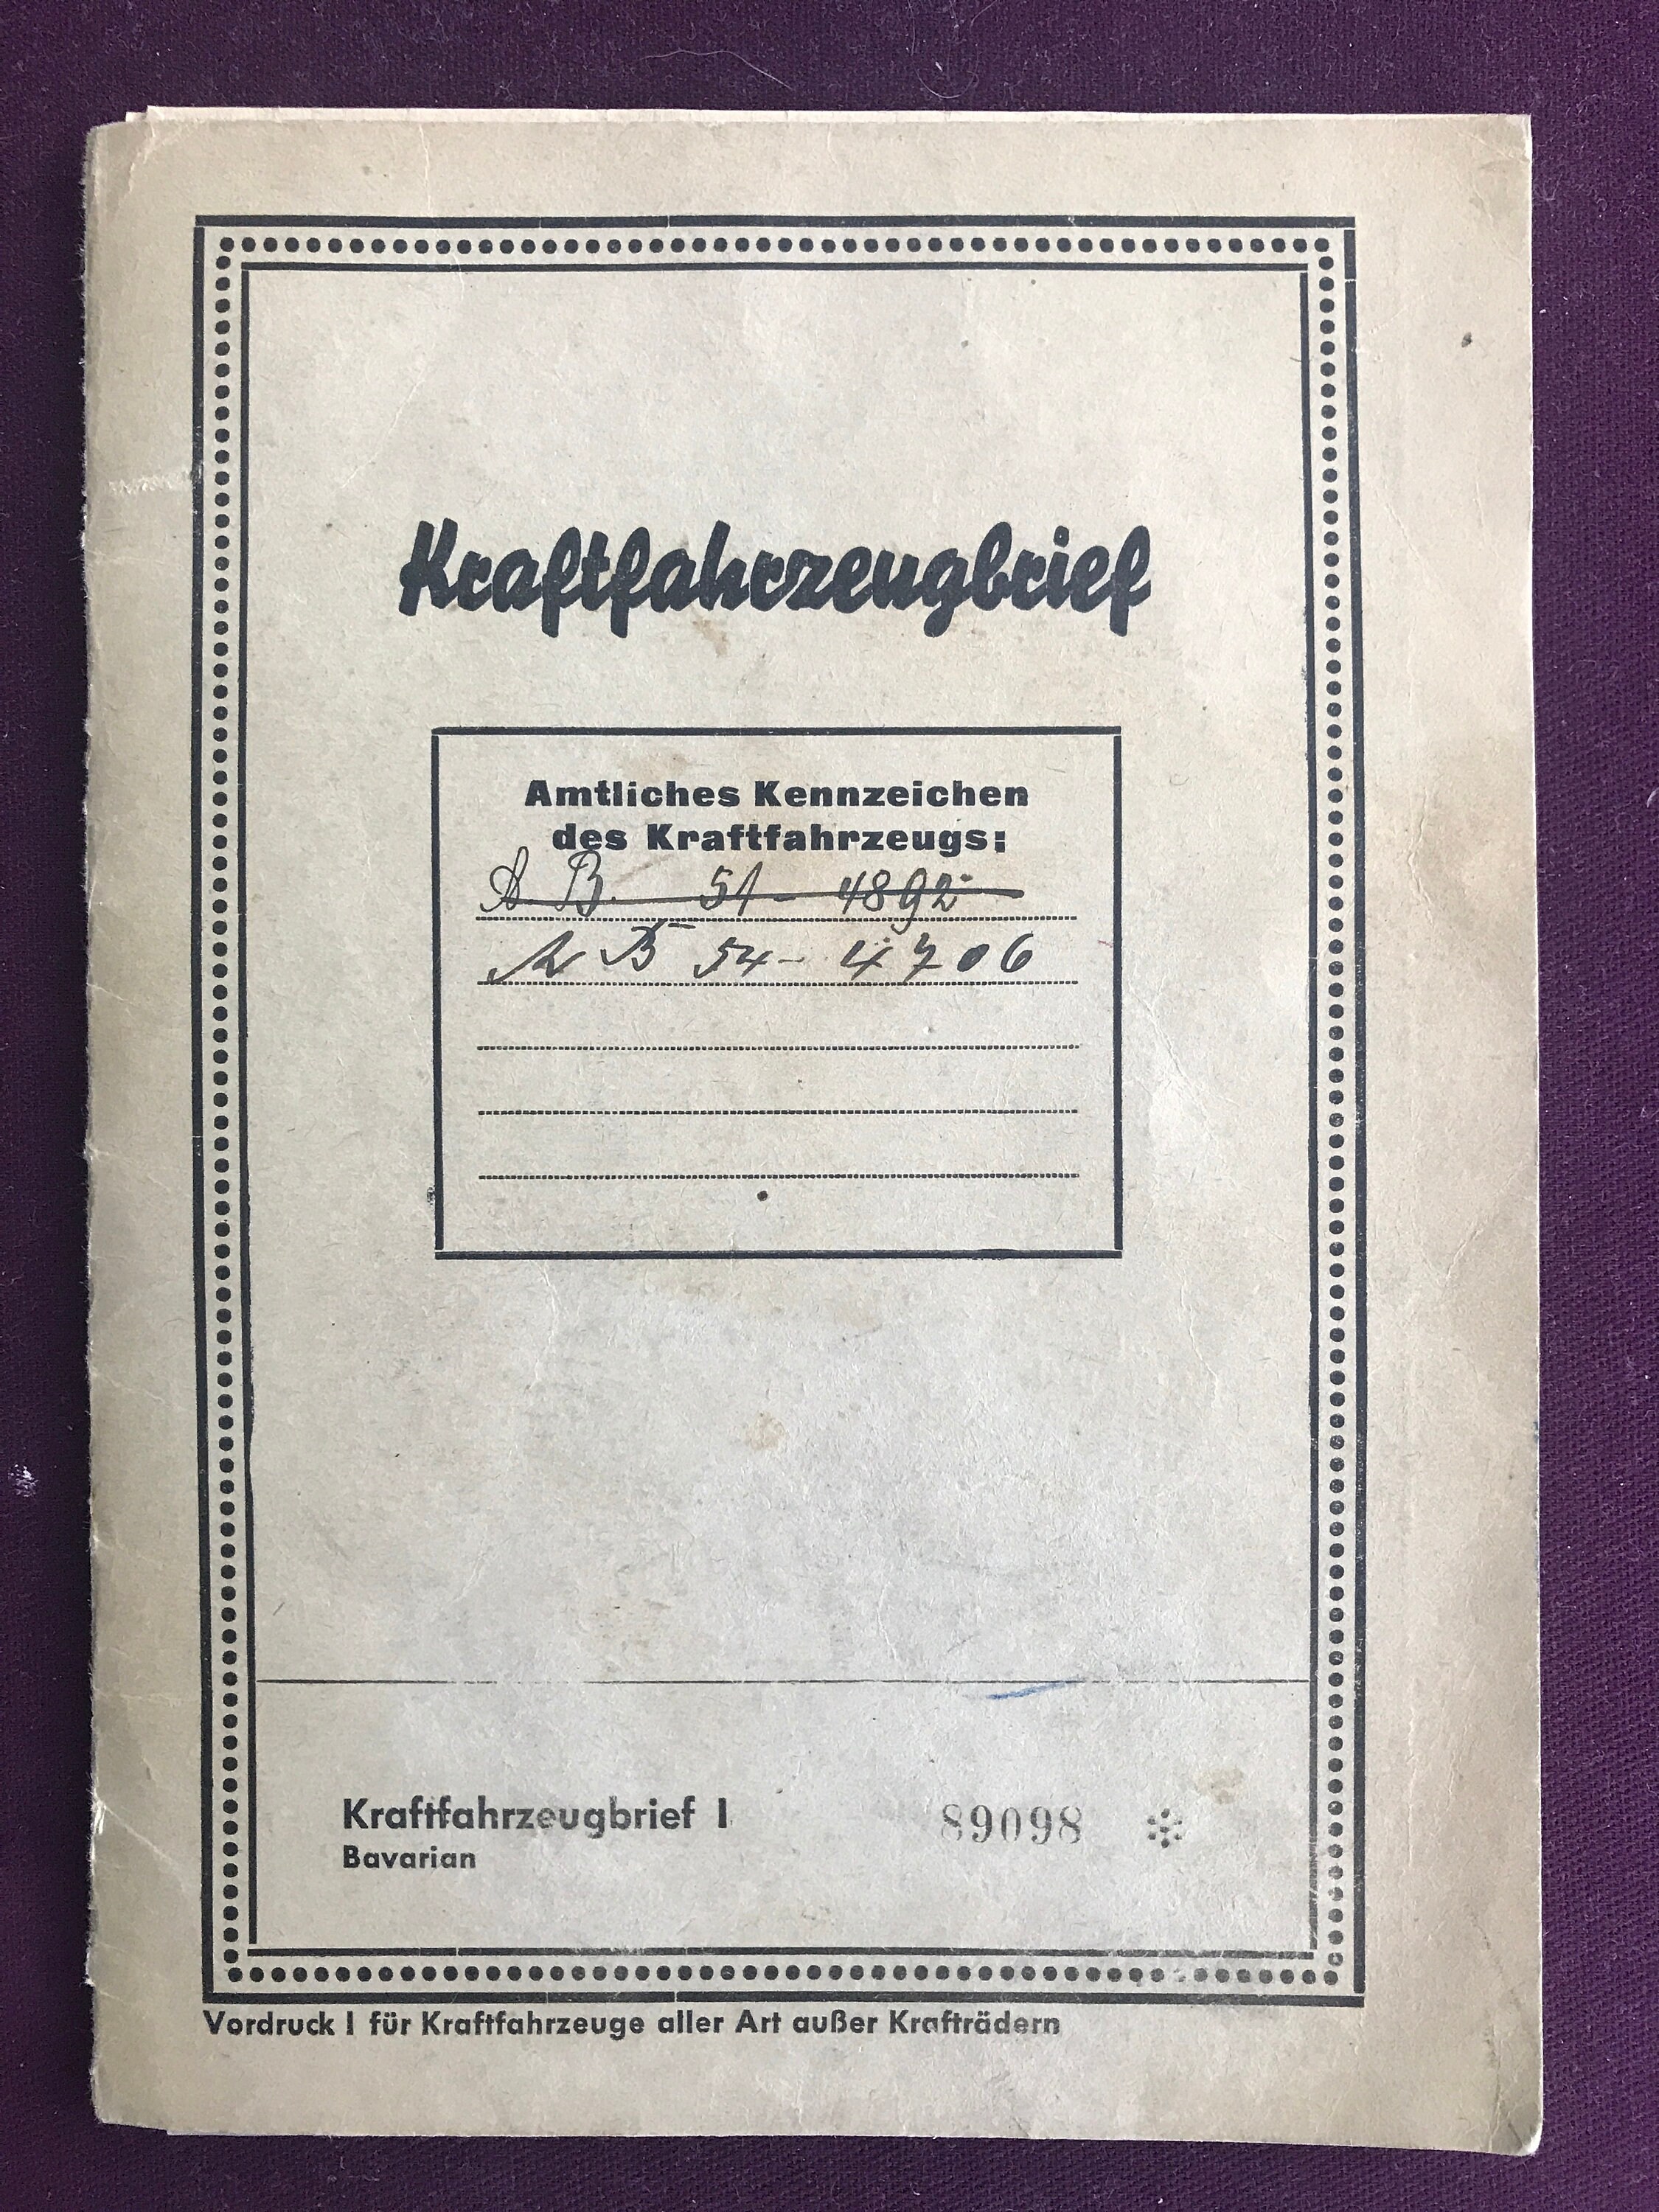 Kraftfahrzeugbrief
Amtliches Kennzeichen
des Kraftfahrzeugs:
A B. 51 - 4892
AB 54 - 4706
Kraftfahrzeugbrief I
Bavarian
89098 *
Vordruck I für Kraftfahrzeuge aller Art außer Krafträdern